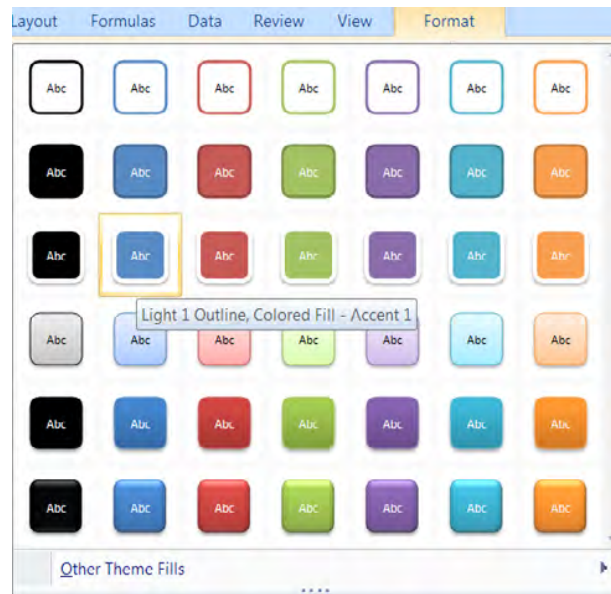 Layout Formulas Data Review View Format
Abc Abc Abc Abc Abc Abc Abc
Abc Abc Abc Abc Abc Abc Abc
Abc Abc Abc Abc Abc Abc Abc
Light 1 Outline, Colored Fill - Accent 1
Abc Abc Abc Abc Abc Abc Abc
Abc Abc Abc Abc Abc Abc Abc
Abc Abc Abc Abc Abc Abc Abc
Other Theme Fills